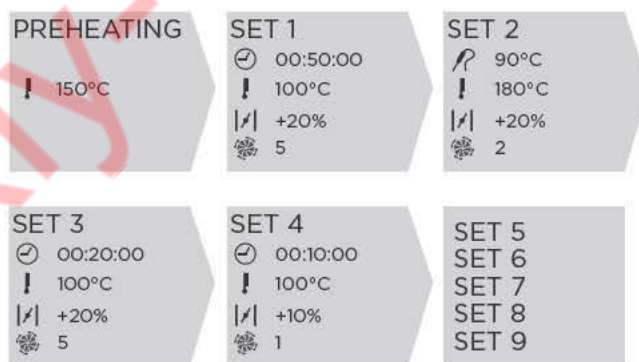 PREHEATING
150°C
SET 1
00:50:00
100°C
+20%
5
SET 2
90°C
180°C
+20%
2
SET 3
00:20:00
100°C
+20%
5
SET 4
00:10:00
100°C
+10%
1
SET 5
SET 6
SET 7
SET 8
SET 9